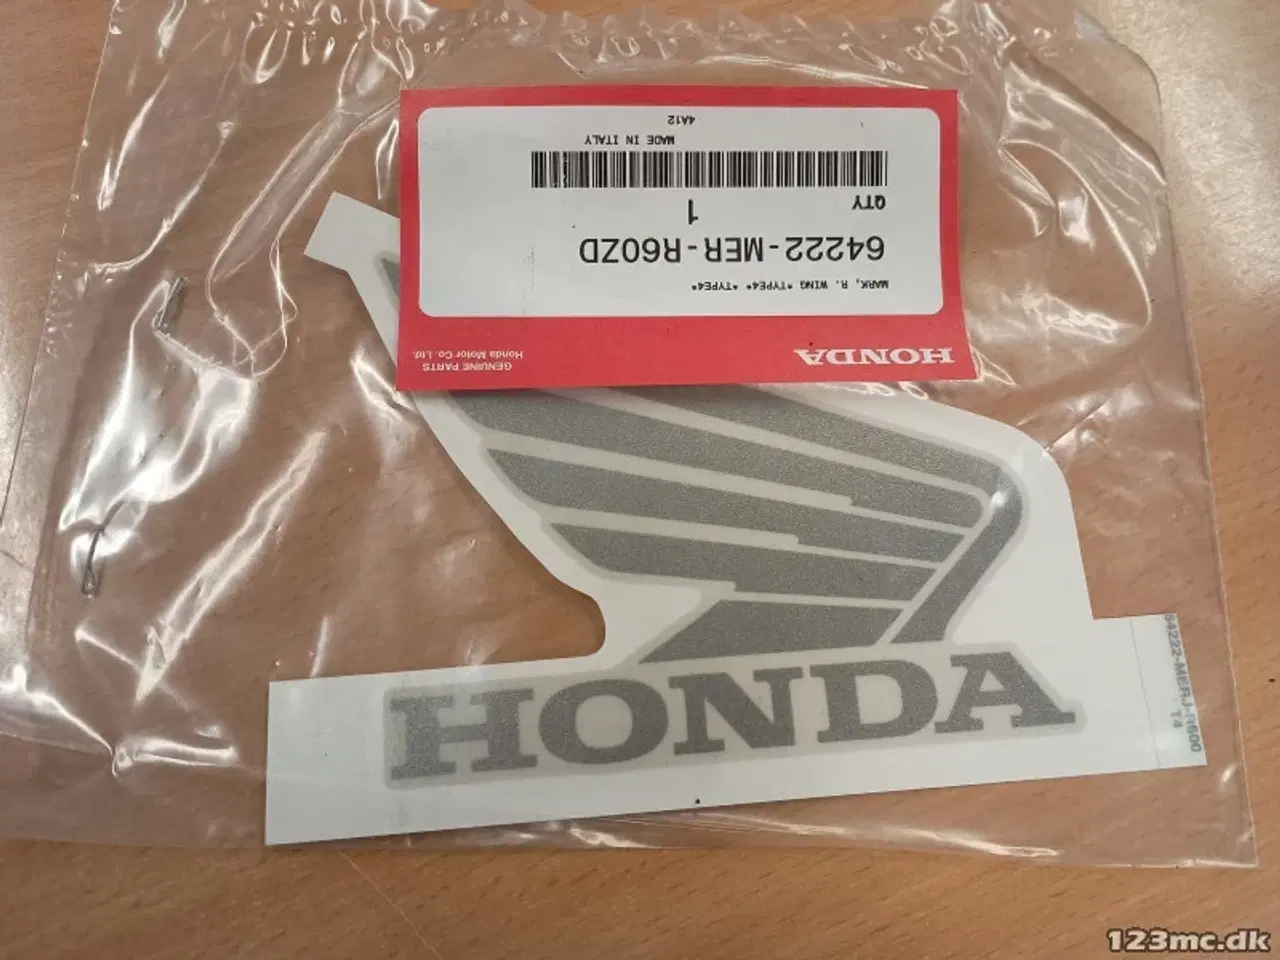 HONDA
GENUINE PARTS
Honda Motor Co. Ltd.
MARK, R. WING *TYPE4* *TYPE4*
64222-MER-R60ZD
QTY 1
MADE IN ITALY
4A12
HONDA
T4
123mc.dk